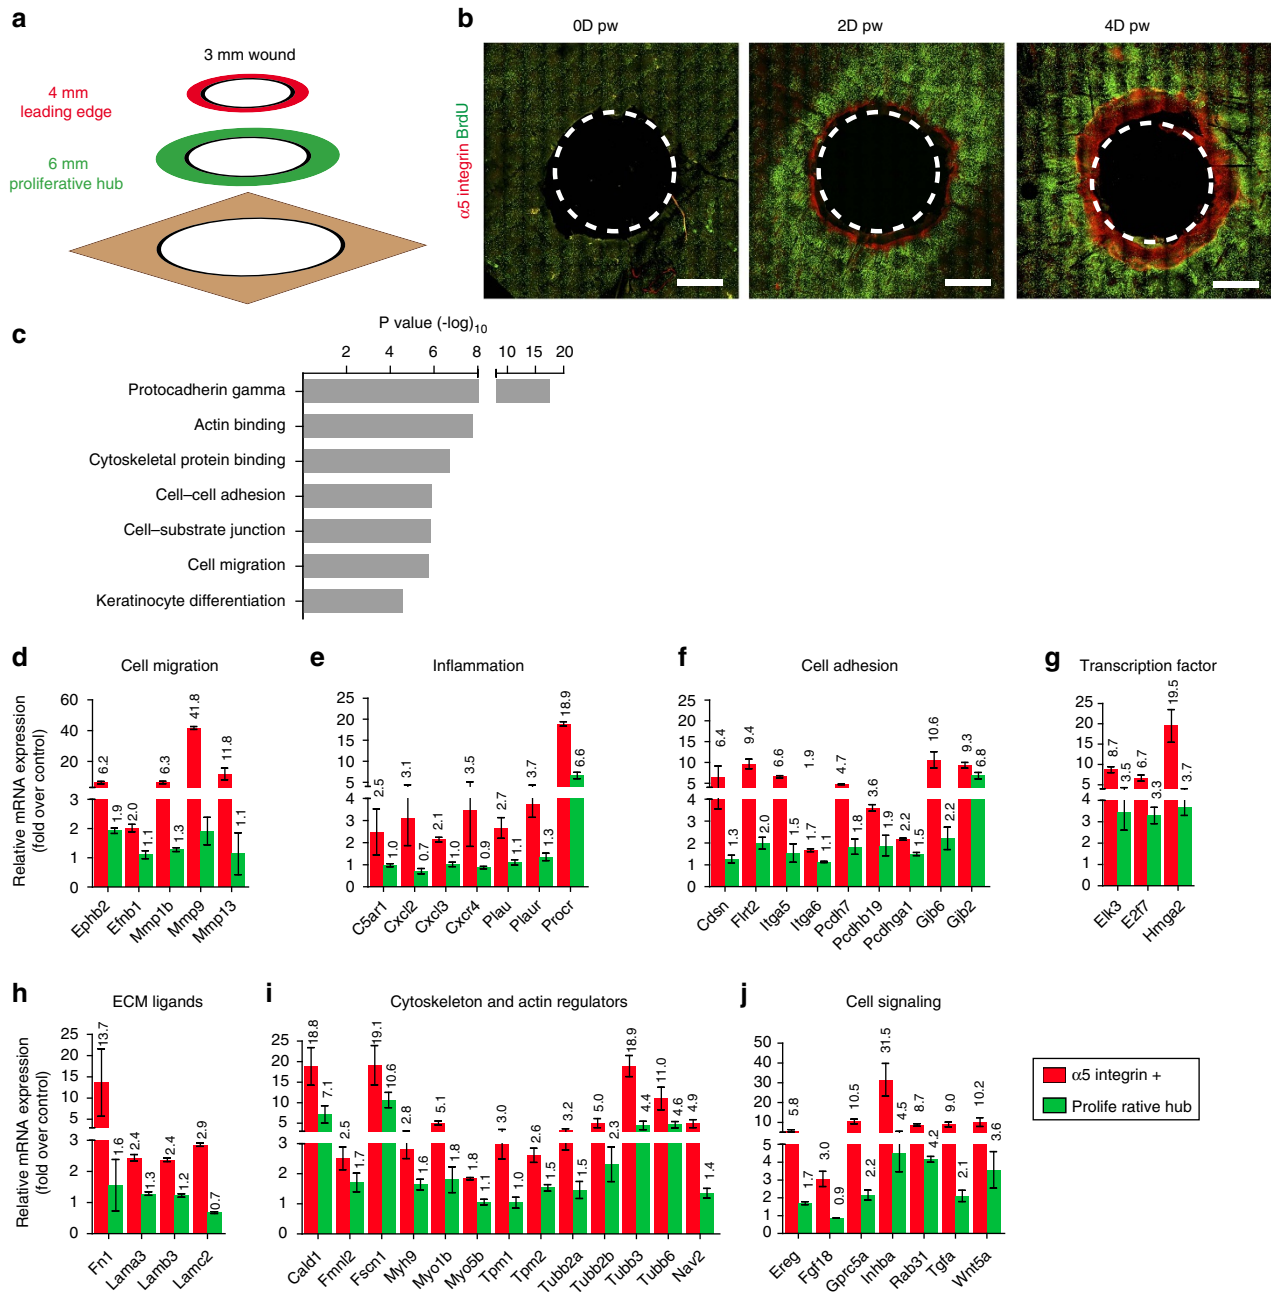 a
3 mm wound
4 mm
leading edge
6 mm
proliferative hub
b
0D pw
2D pw
4D pw
α5 integrin BrdU
c
P value (-log)10
2 4 6 8 10 15 20
Protocadherin gamma
Actin binding
Cytoskeletal protein binding
Cell–cell adhesion
Cell–substrate junction
Cell migration
Keratinocyte differentiation
d
Cell migration
Relative mRNA expression
(fold over control)
60
40
20
3
2
1
0
6.2 1.9 2.0 1.1 6.3 1.3 41.8 11.8 1.1
Ephb2 Efnb1 Mmp1b Mmp9 Mmp13
e
Inflammation
25
20
15
10
5
4
3
2
1
0
2.5 1.0 3.1 0.7 2.1 1.0 3.5 0.9 2.7 1.1 3.7 1.3 18.9 6.6
C5ar1 Cxcl2 Cxcl3 Cxcr4 Plau Plaur Procr
f
Cell adhesion
25
20
15
10
5
4
3
2
1
0
6.4 1.3 9.4 2.0 6.6 1.5 1.9 1.7 1.1 4.7 1.8 3.6 1.9 2.2 1.5 10.6 2.2 9.3 6.8
Cdsn Flrt2 Itga5 Itga6 Pcdh7 Pcdhb19 Pcdhga1 Gjb6 Gjb2
g
Transcription factor
25
20
15
10
5
4
3
2
1
0
8.7 3.5 6.7 3.3 19.5 3.7
Elk3 E2f7 Hmga2
h
ECM ligands
Relative mRNA expression
(fold over control)
25
20
15
10
5
3
2
1
0
13.7 1.6 2.4 1.3 2.4 1.2 2.9 0.7
Fn1 Lama3 Lamb3 Lamc2
i
Cytoskeleton and actin regulators
25
20
15
10
5
3
2
1
0
18.8 7.1 2.5 1.7 19.1 10.6 2.8 1.6 5.1 1.8 1.8 1.1 3.0 1.0 2.6 1.5 3.2 1.5 5.0 2.3 18.9 4.4 11.0 4.6 4.9 1.4
Cald1 Fmnl2 Fscn1 Myh9 Myo1b Myo5b Tpm1 Tpm2 Tubb2a Tubb2b Tubb3 Tubb6 Nav2
j
Cell signaling
50
40
30
20
10
5
4
2
1
0
5.8 1.7 3.0 0.9 10.5 2.2 31.5 4.5 8.7 4.2 9.0 2.1 10.2 3.6
Ereg Fgf18 Gprc5a Inhba Rab31 Tgfa Wnt5a
α5 integrin +
Prolife rative hub